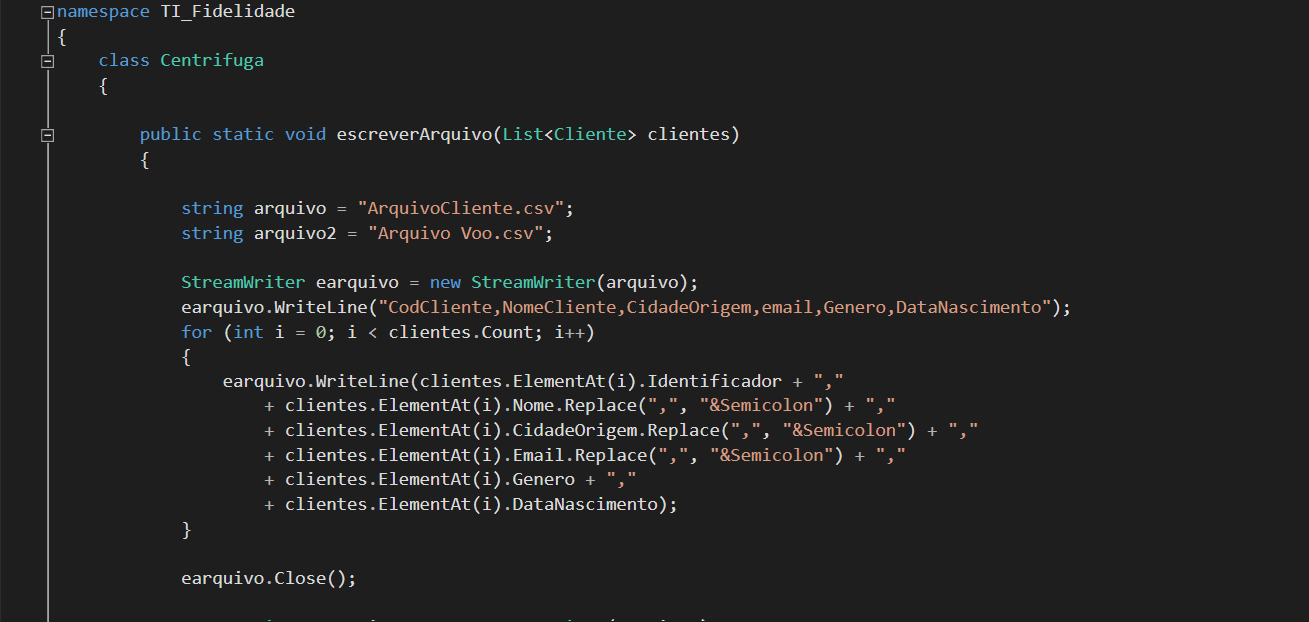 namespace TI_Fidelidade
{
class Centrifuga
{
public static void escreverArquivo(List<Cliente> clientes)
{
string arquivo = "ArquivoCliente.csv";
string arquivo2 = "Arquivo Voo.csv";
StreamWriter earquivo = new StreamWriter(arquivo);
earquivo.WriteLine("CodCliente,NomeCliente,CidadeOrigem,email,Genero,DataNascimento");
for (int i = 0; i < clientes.Count; i++)
{
earquivo.WriteLine(clientes.ElementAt(i).Identificador + ","
+ clientes.ElementAt(i).Nome.Replace(",", "&Semicolon") + ","
+ clientes.ElementAt(i).CidadeOrigem.Replace(",", "&Semicolon") + ","
+ clientes.ElementAt(i).Email.Replace(",", "&Semicolon") + ","
+ clientes.ElementAt(i).Genero + ","
+ clientes.ElementAt(i).DataNascimento);
}
earquivo.Close();